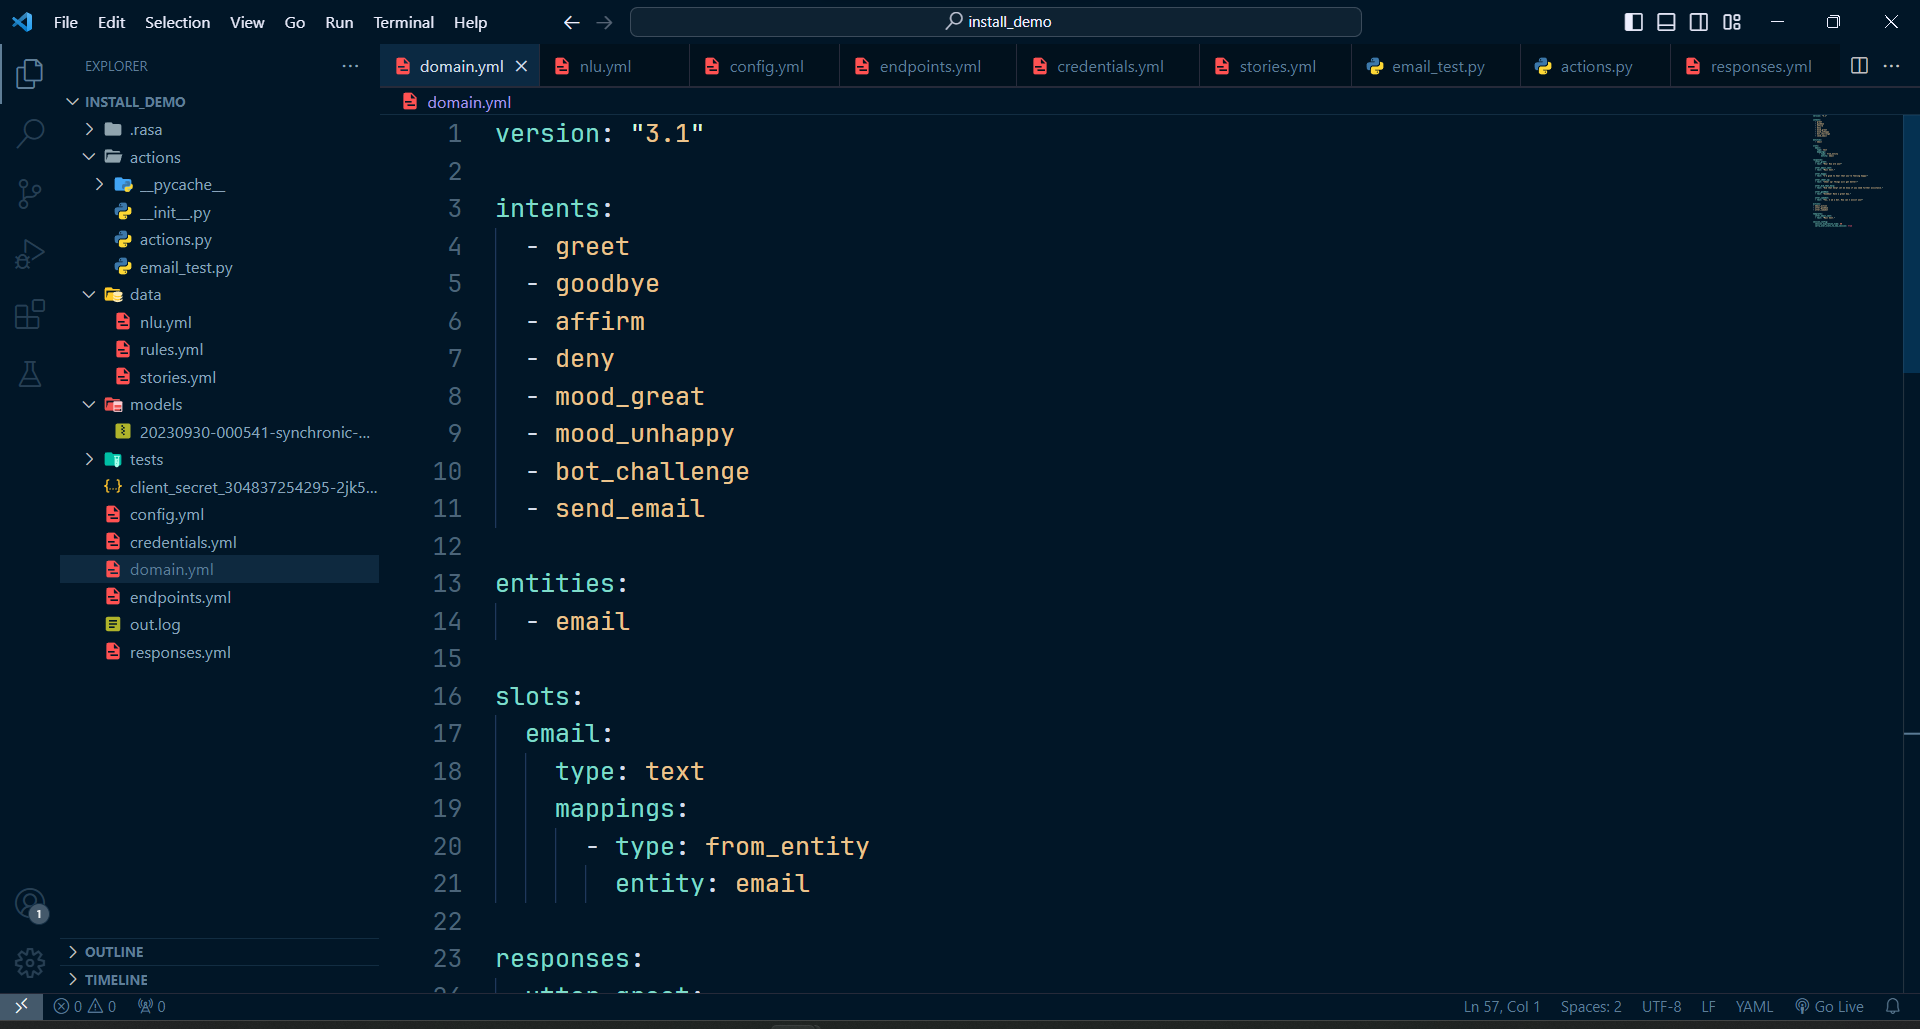 File Edit Selection View Go Run Terminal Help
install_demo
EXPLORER
domain.yml
nlu.yml
config.yml
endpoints.yml
credentials.yml
stories.yml
email_test.py
actions.py
responses.yml
INSTALL_DEMO
.rasa
actions
__pycache__
__init__.py
actions.py
email_test.py
data
nlu.yml
rules.yml
stories.yml
models
20230930-000541-synchronic-...
tests
client_secret_304837254295-2jk5...
config.yml
credentials.yml
domain.yml
endpoints.yml
out.log
responses.yml
OUTLINE
TIMELINE
1
domain.yml
1 version: "3.1"
2
3 intents:
4 - greet
5 - goodbye
6 - affirm
7 - deny
8 - mood_great
9 - mood_unhappy
10 - bot_challenge
11 - send_email
12
13 entities:
14 - email
15
16 slots:
17 email:
18 type: text
19 mappings:
20 - type: from_entity
21 entity: email
22
23 responses:
24 utter_greet:
0 0 0
Ln 57, Col 1 Spaces: 2 UTF-8 LF YAML Go Live